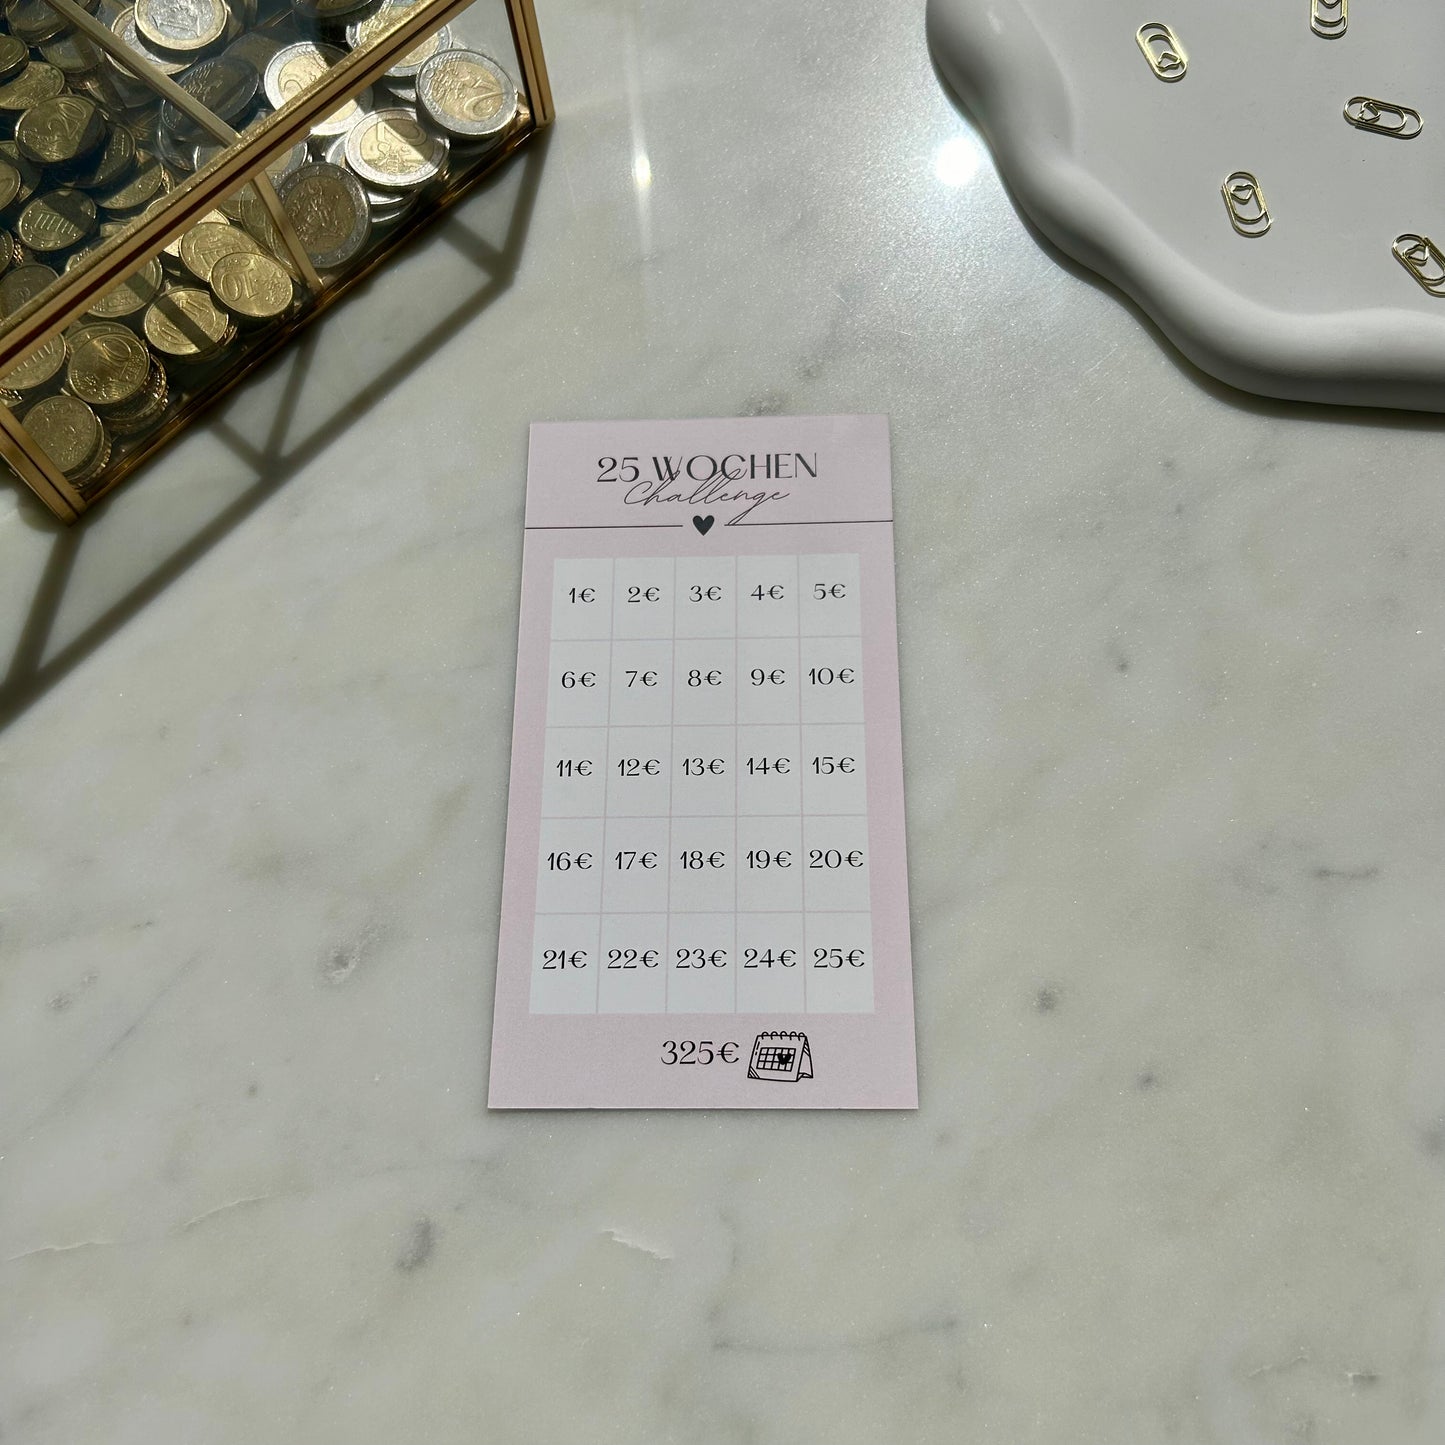 25 WOCHEN
Challenge
1€ 2€ 3€ 4€ 5€
6€ 7€ 8€ 9€ 10€
11€ 12€ 13€ 14€ 15€
16€ 17€ 18€ 19€ 20€
21€ 22€ 23€ 24€ 25€
325€